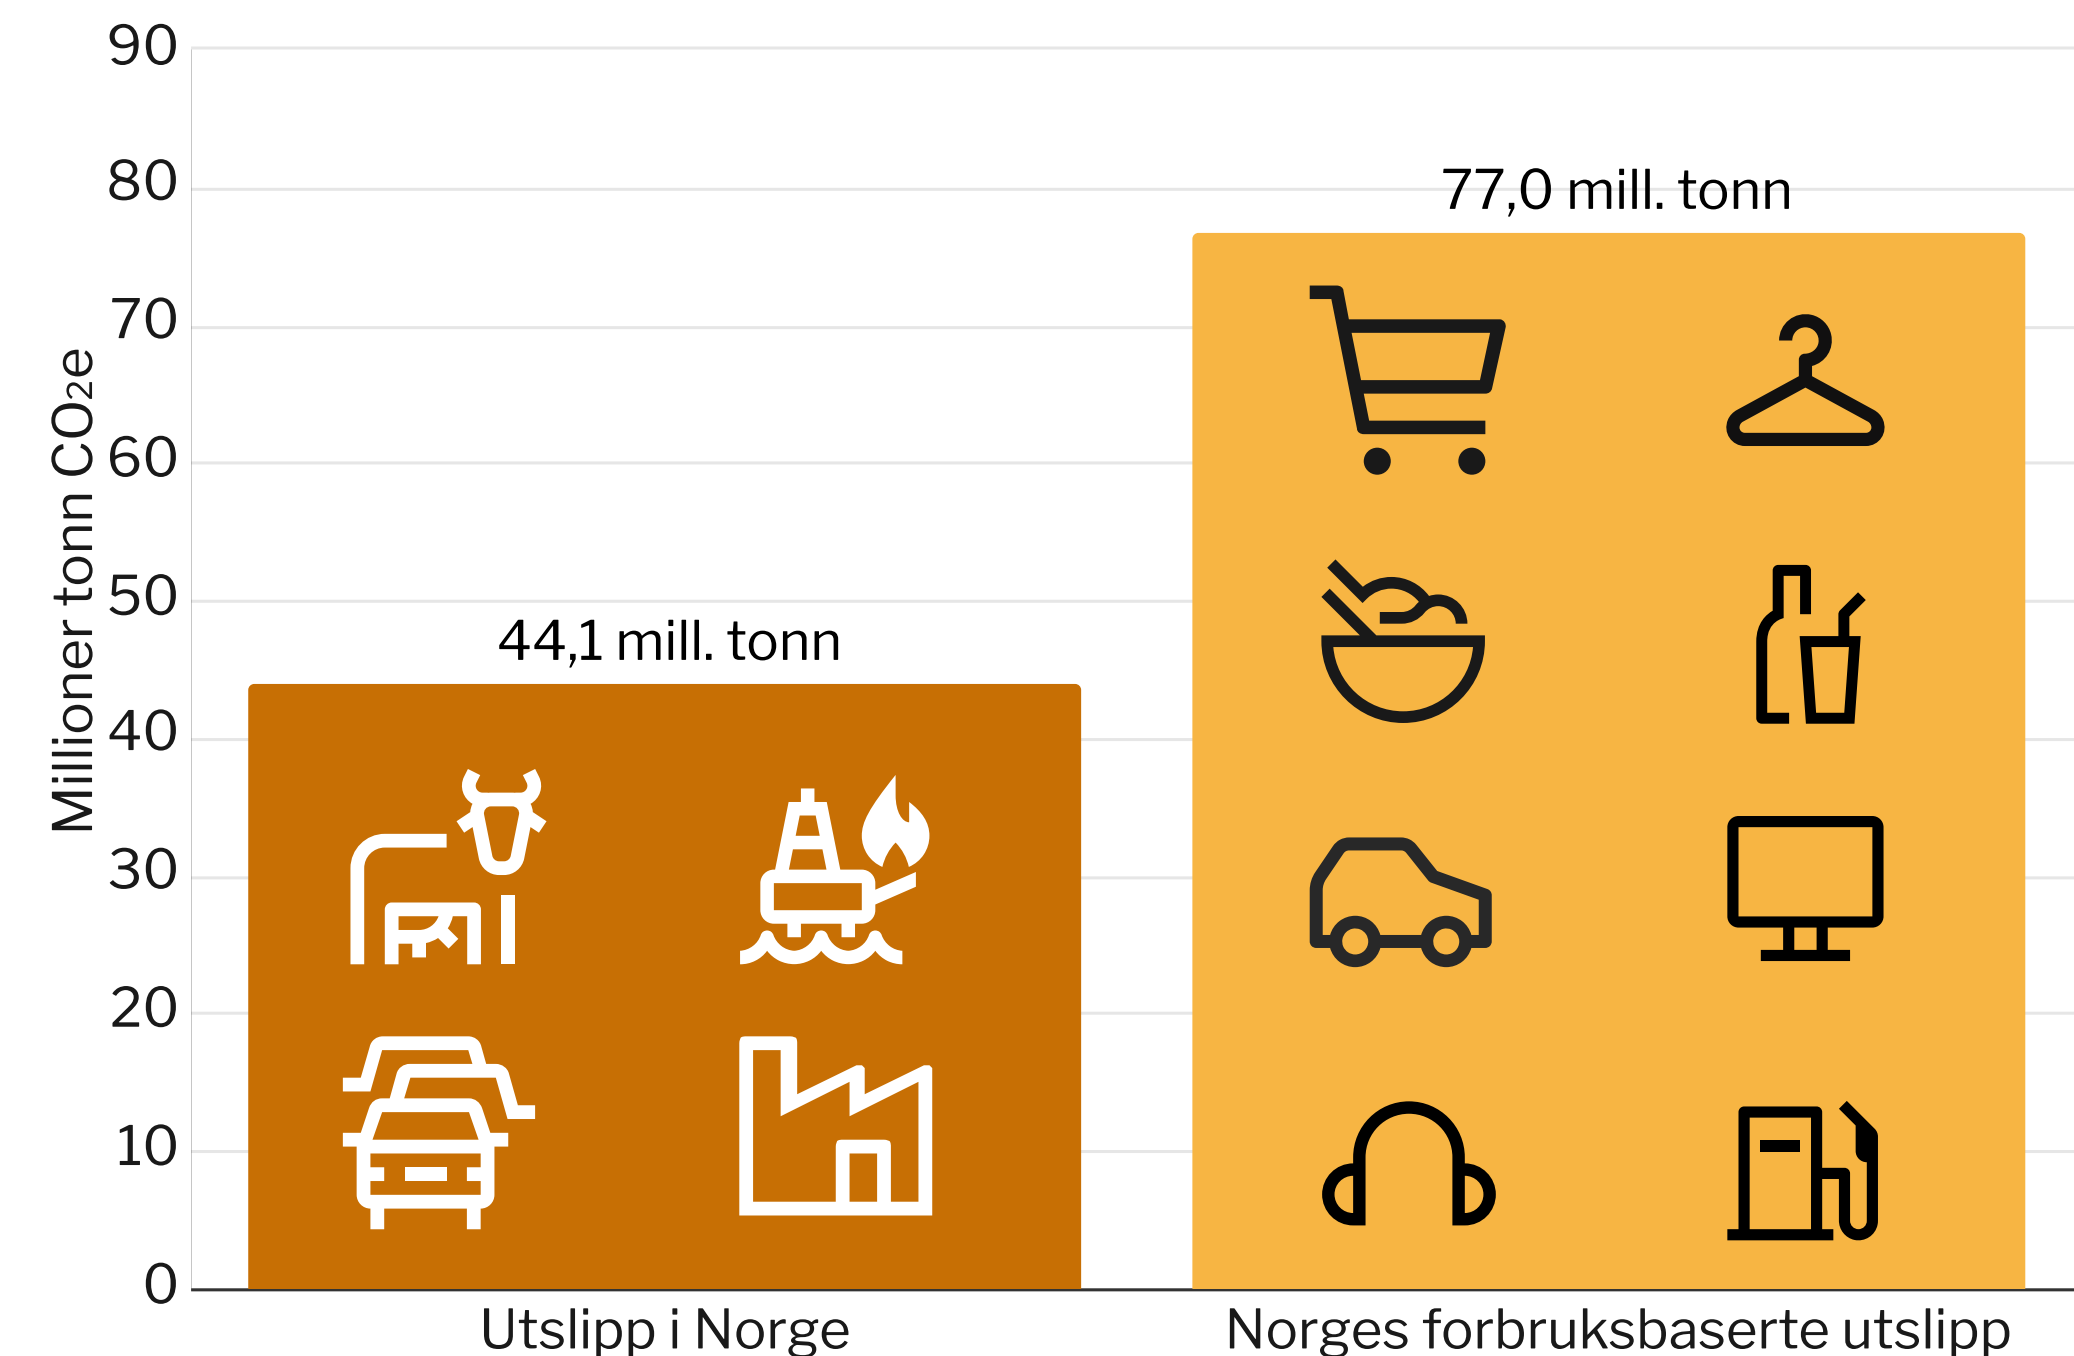 Millioner tonn CO2e
90
80
70
60
50
40
30
20
10
0
44,1 mill. tonn
77,0 mill. tonn
Utslipp i Norge
Norges forbruksbaserte utslipp